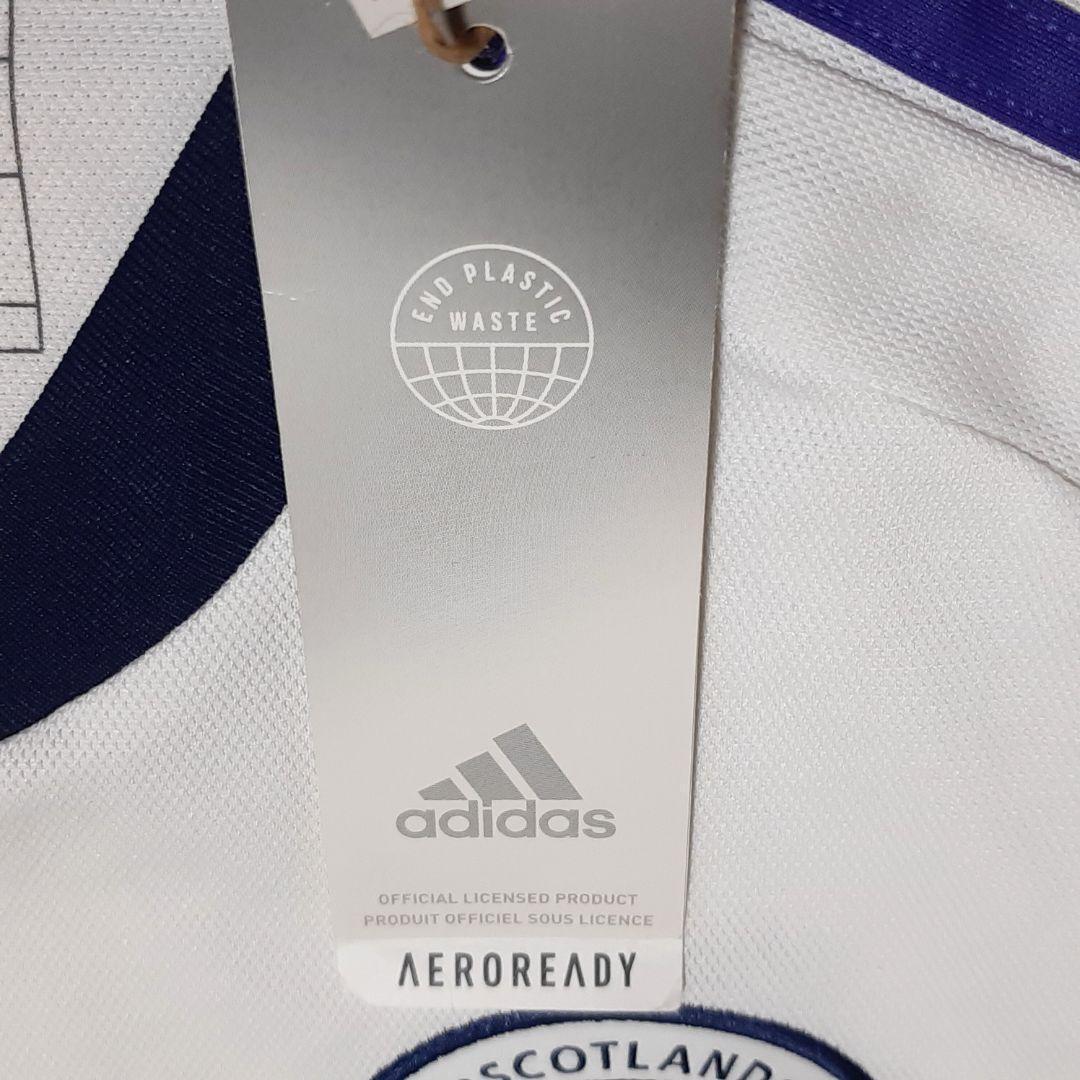 END PLASTIC
WASTE
adidas
OFFICIAL LICENSED PRODUCT
PRODUIT OFFICIEL SOUS LICENCE
AEROREADY
SCOTLAND